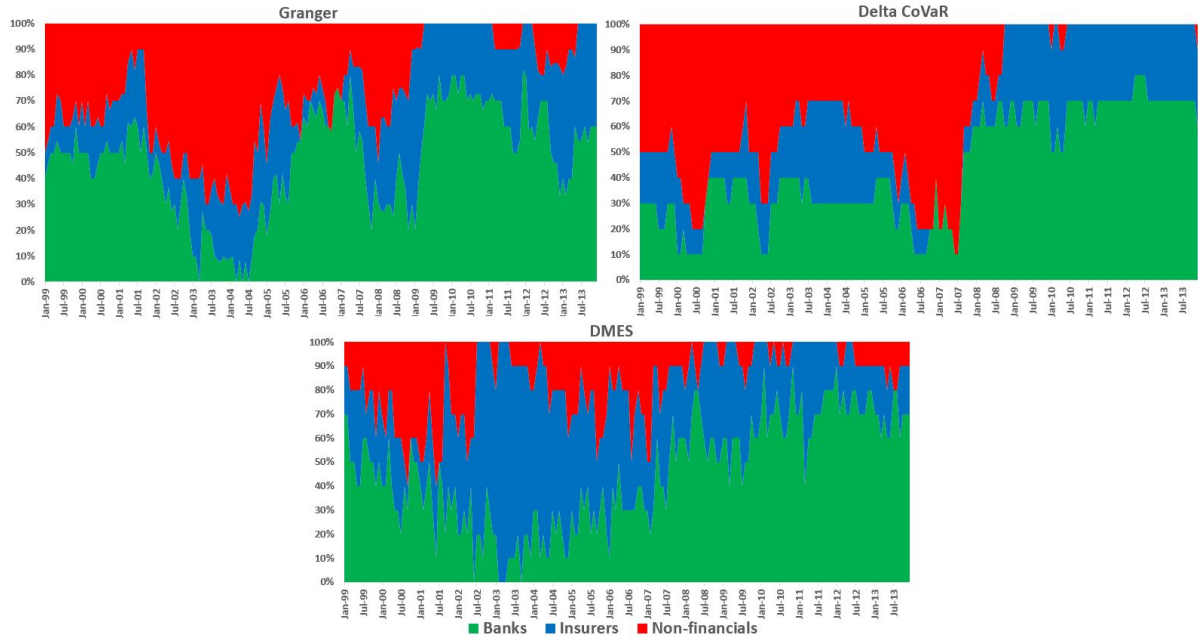 Granger
100%
90%
80%
70%
60%
50%
40%
30%
20%
10%
0%
Jan-99
Jul-99
Jan-00
Jul-00
Jan-01
Jul-01
Jan-02
Jul-02
Jan-03
Jul-03
Jan-04
Jul-04
Jan-05
Jul-05
Jan-06
Jul-06
Jan-07
Jul-07
Jan-08
Jul-08
Jan-09
Jul-09
Jan-10
Jul-10
Jan-11
Jul-11
Jan-12
Jul-12
Jan-13
Jul-13
Delta CoVaR
100%
90%
80%
70%
60%
50%
40%
30%
20%
10%
0%
Jan-99
Jul-99
Jan-00
Jul-00
Jan-01
Jul-01
Jan-02
Jul-02
Jan-03
Jul-03
Jan-04
Jul-04
Jan-05
Jul-05
Jan-06
Jul-06
Jan-07
Jul-07
Jan-08
Jul-08
Jan-09
Jul-09
Jan-10
Jul-10
Jan-11
Jul-11
Jan-12
Jul-12
Jan-13
Jul-13
DMES
100%
90%
80%
70%
60%
50%
40%
30%
20%
10%
0%
Jan-99
Jul-99
Jan-00
Jul-00
Jan-01
Jul-01
Jan-02
Jul-02
Jan-03
Jul-03
Jan-04
Jul-04
Jan-05
Jul-05
Jan-06
Jul-06
Jan-07
Jul-07
Jan-08
Jul-08
Jan-09
Jul-09
Jan-10
Jul-10
Jan-11
Jul-11
Jan-12
Jul-12
Jan-13
Jul-13
Banks Insurers Non-financials